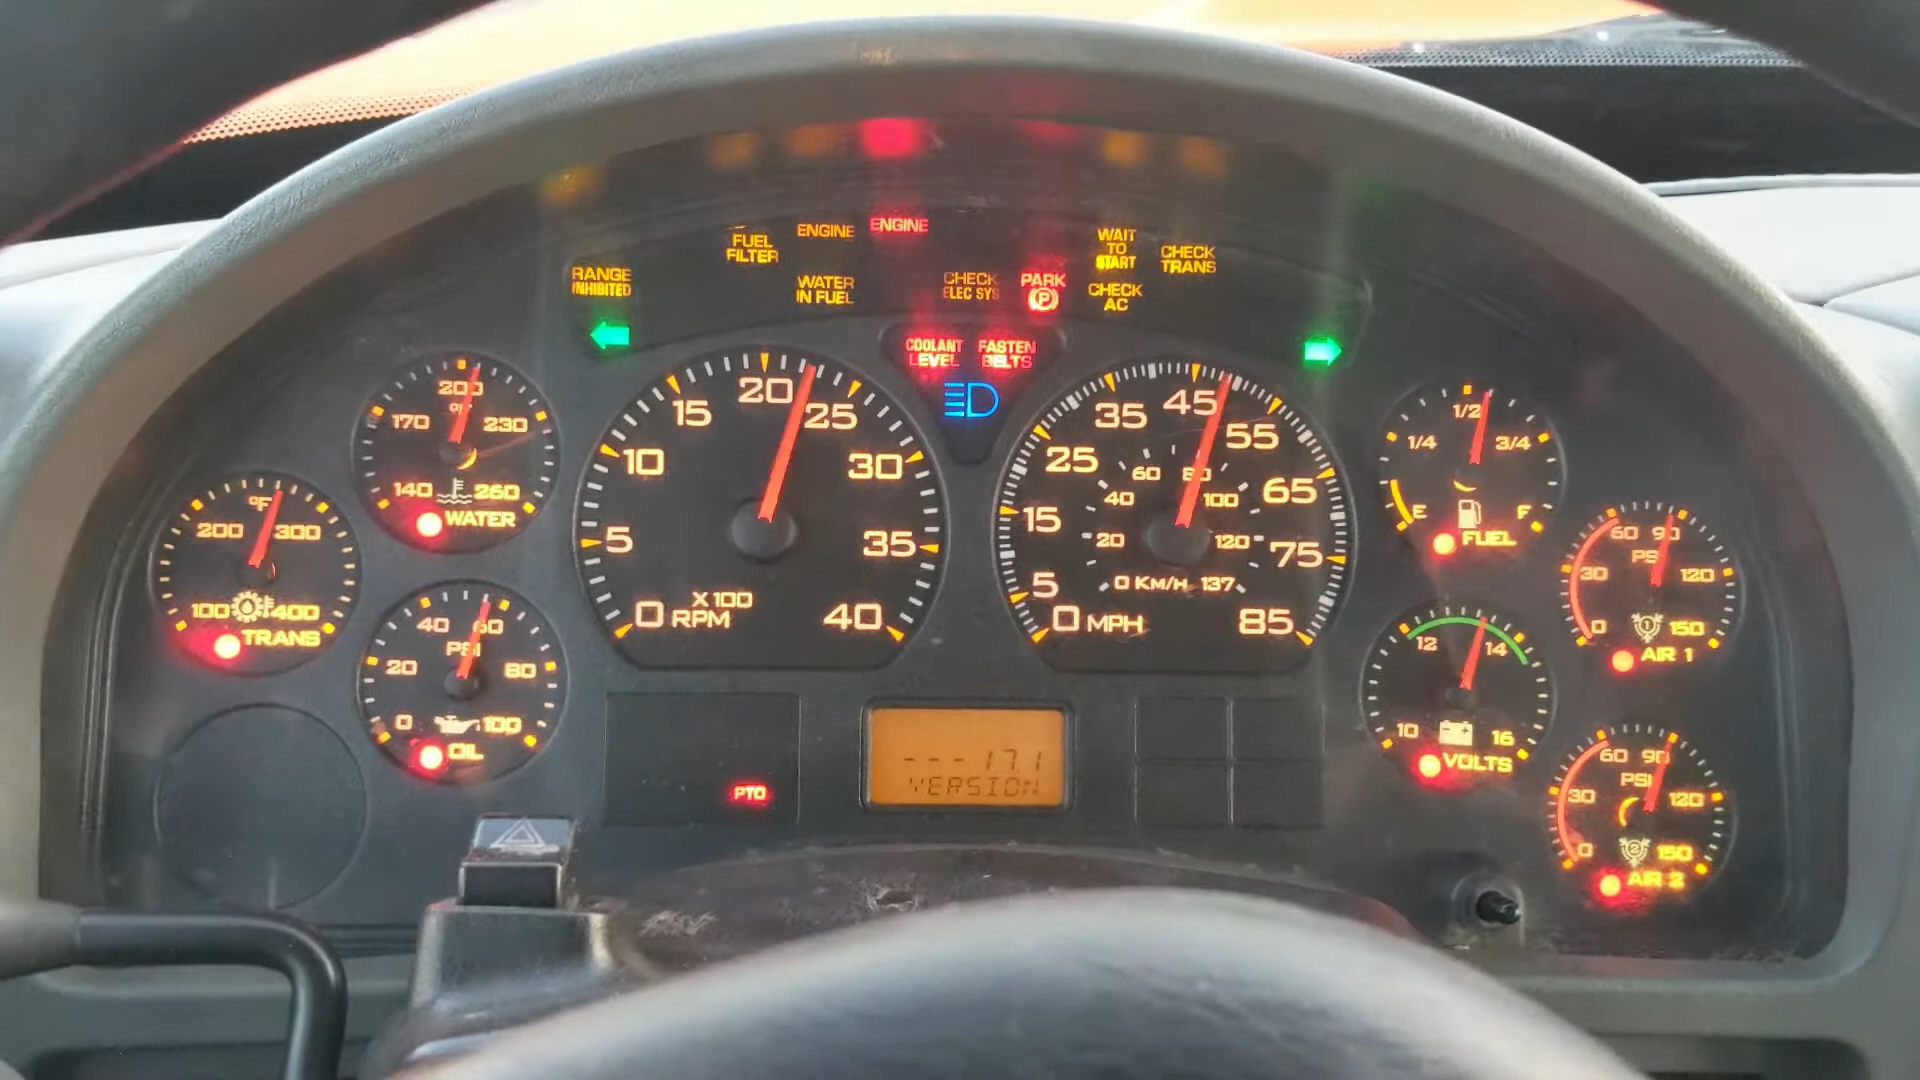 RANGE
INHIBITED
FUEL
FILTER
ENGINE
WATER
IN FUEL
ENGINE
CHECK
ELEC SYS
PARK
P
WAIT
TO
START
CHECK
AC
CHECK
TRANS
COOLANT
LEVEL
FASTEN
BELTS
°F
200 300
100 400
TRANS
200
°F
170 230
140 260
WATER
40 60
PSI
20 80
0 100
OIL
20
15 25
10 30
5 35
0 40
X100
RPM
45
35 55
25 65
15 75
5
0 MPH 85
60 80
40 100
20 120
0 KM/H 137
1/2
1/4 3/4
E F
FUEL
12 14
10 16
VOLTS
60 90
PSI
30 120
0 1 150
AIR 1
60 90
PSI
30 120
0 2 150
AIR 2
PTO
--- 17.1
VERSION